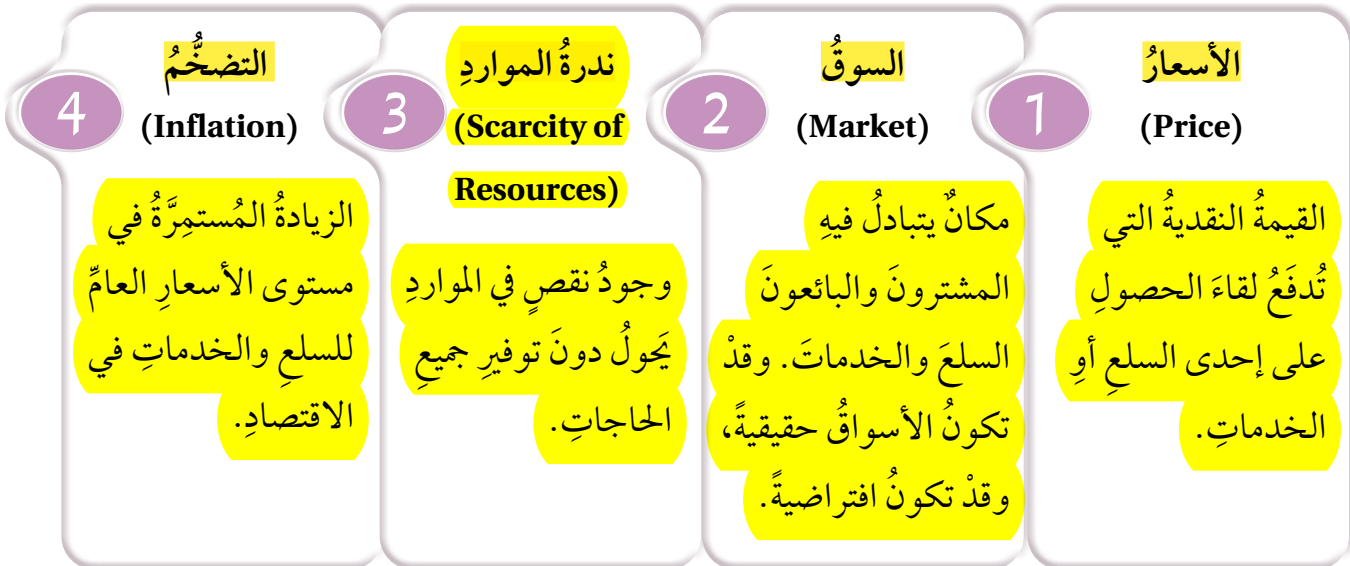 1
الأسعارُ
(Price)
القيمةُ النقديةُ التي
تُدفَعُ لقاءَ الحصولِ
على إحدى السلعِ أوِ
الخدماتِ.
2
السوقُ
(Market)
مكانٌ يتبادلُ فيهِ
المشترونَ والبائعونَ
السلعَ والخدماتَ. وقدْ
تكونُ الأسواقُ حقيقيةً،
وقدْ تكونُ افتراضيةً.
3
ندرةُ المواردِ
(Scarcity of
Resources)
وجودُ نقصٍ في المواردِ
يَحولُ دونَ توفيرِ جميعِ
الحاجاتِ.
4
التضخُّمُ
(Inflation)
الزيادةُ المُستمِرَّةُ في
مستوى الأسعارِ العامِّ
للسلعِ والخدماتِ في
الاقتصادِ.